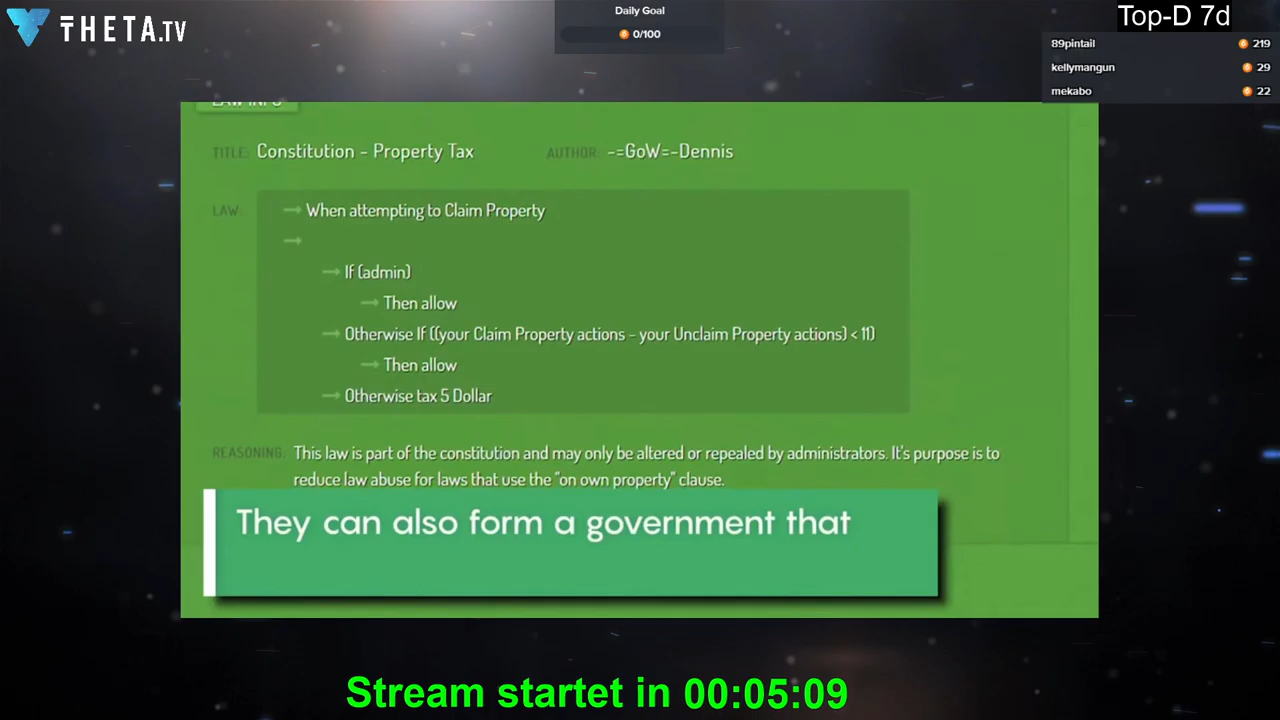 THETA.TV
Daily Goal
0/100
Top-D 7d
89pintail 219
kellymangun 29
mekabo 22
LAW INFO
TITLE: Constitution - Property Tax AUTHOR: -=GoW=-Dennis
LAW: When attempting to Claim Property
If (admin)
Then allow
Otherwise If ((your Claim Property actions - your Unclaim Property actions) < 11)
Then allow
Otherwise tax 5 Dollar
REASONING: This law is part of the constitution and may only be altered or repealed by administrators. It's purpose is to
reduce law abuse for laws that use the "on own property" clause.
They can also form a government that
Stream startet in 00:05:09